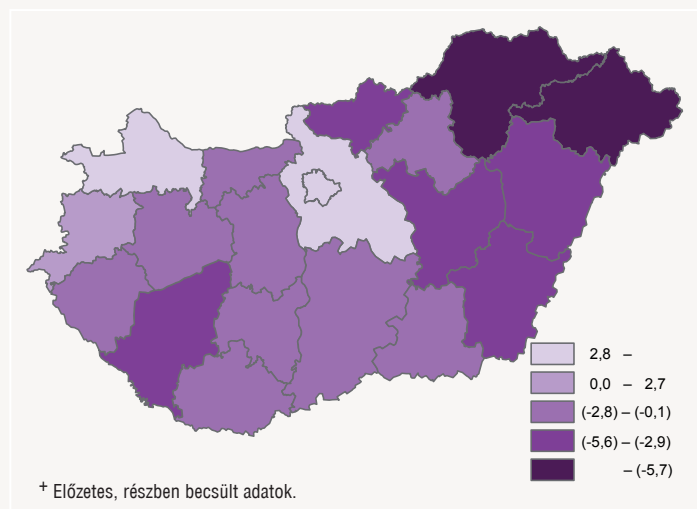 2,8 –
0,0 – 2,7
(-2,8) – (-0,1)
(-5,6) – (-2,9)
– (-5,7)
+ Előzetes, részben becsült adatok.